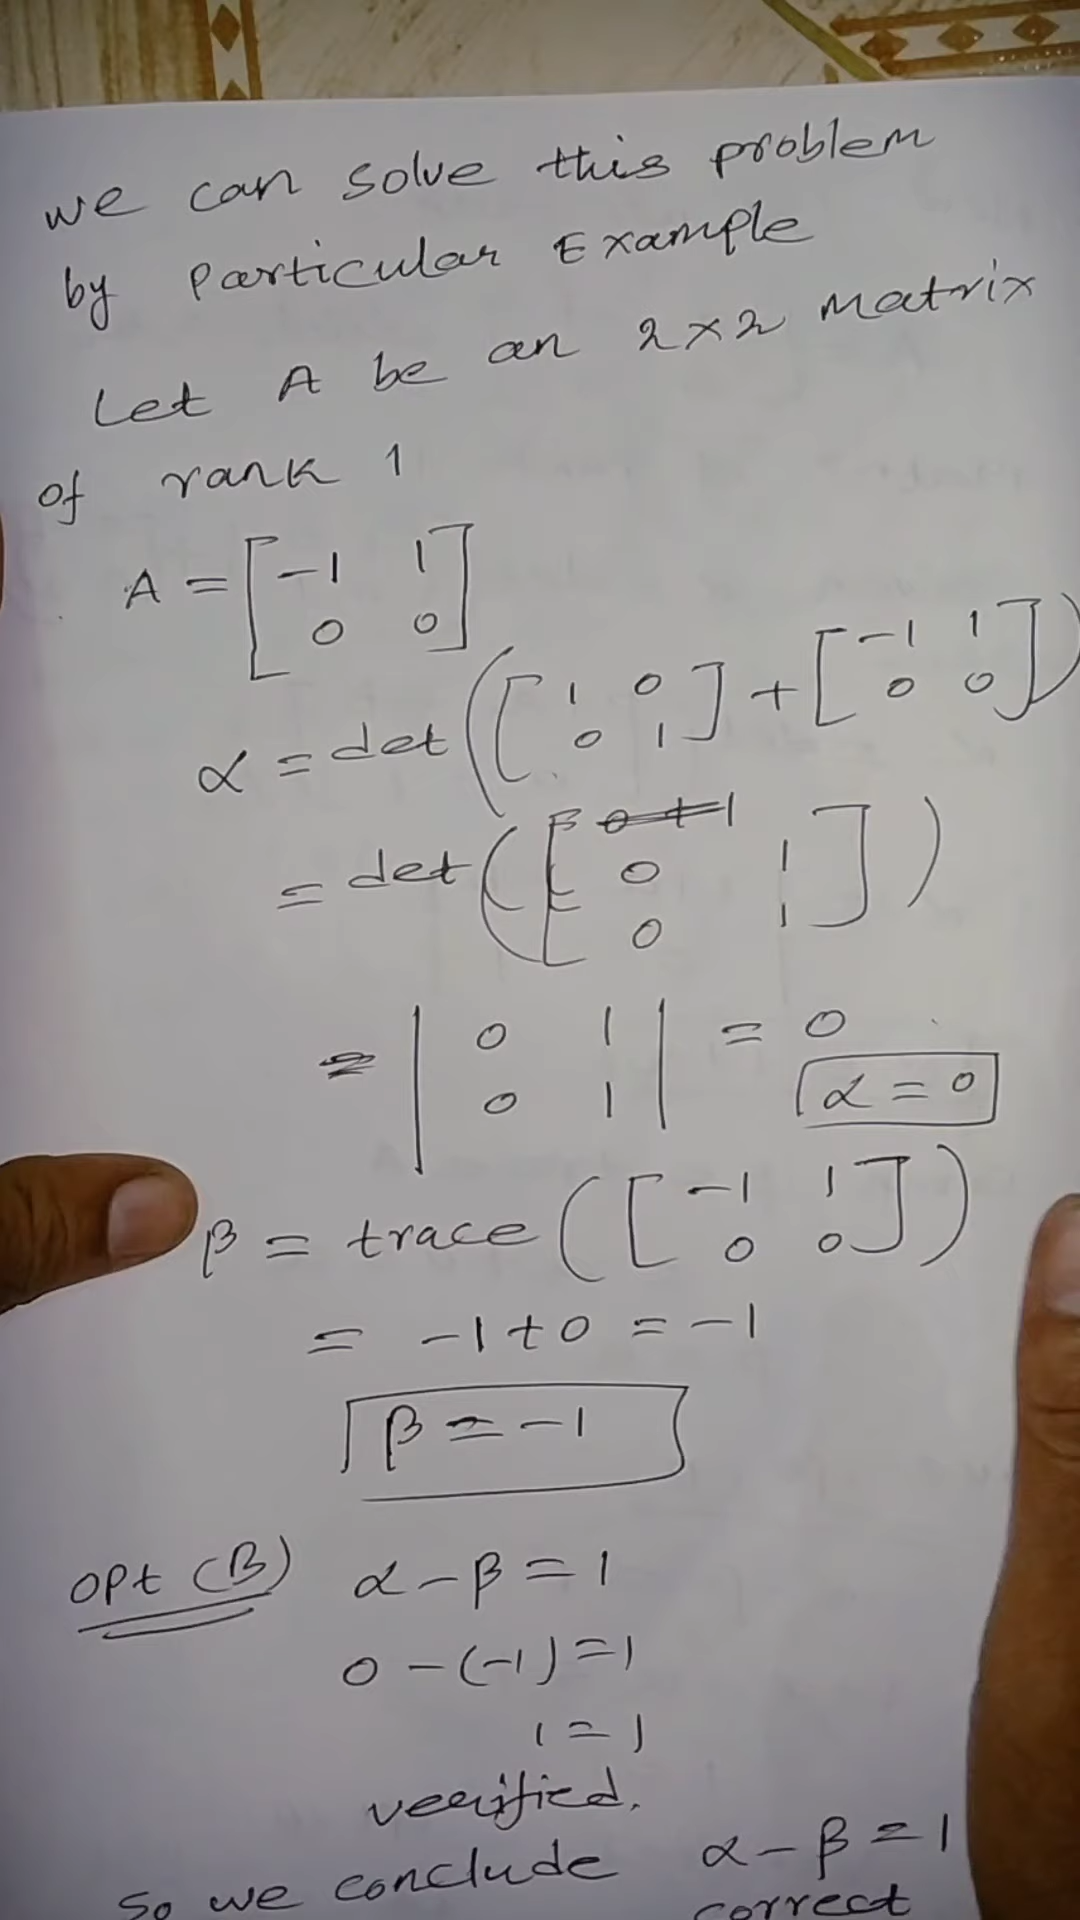 we can solve this problem
by Particular Example
Let A be an 2×2 Matrix
of rank 1
A = [ -1 1 ; 0 0 ]
α = det ( [ 1 0 ; 0 1 ] + [ -1 1 ; 0 0 ] )
= det ( [ 0 1 ; 0 1 ] )
= | 0 1 ; 0 1 | = 0
α = 0
β = trace ( [ -1 1 ; 0 0 ] )
= -1+0 = -1
β = -1
OPt (B) α - β = 1
0 - (-1) = 1
1 = 1
verified.
So we conclude α - β = 1
correct